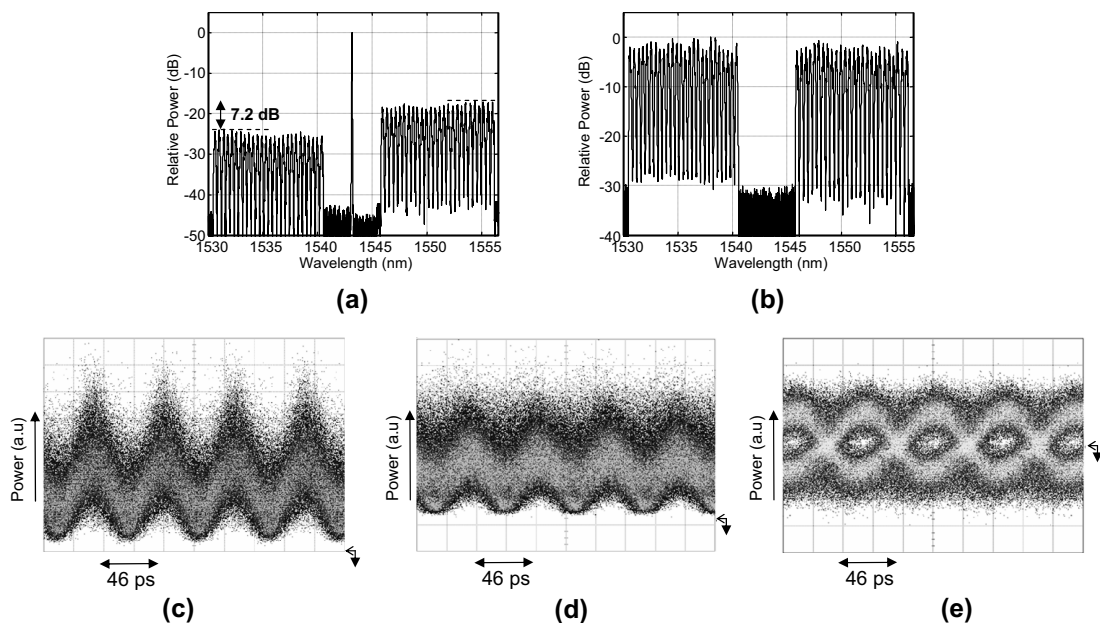 0
-10
-20
-30
-40
-50
Relative Power (dB)
7.2 dB
1530 1535 1540 1545 1550 1555
Wavelength (nm)
(a)
0
-10
-20
-30
-40
Relative Power (dB)
1530 1535 1540 1545 1550 1555
Wavelength (nm)
(b)
Power (a.u)
46 ps
(c)
Power (a.u)
46 ps
(d)
Power (a.u)
46 ps
(e)